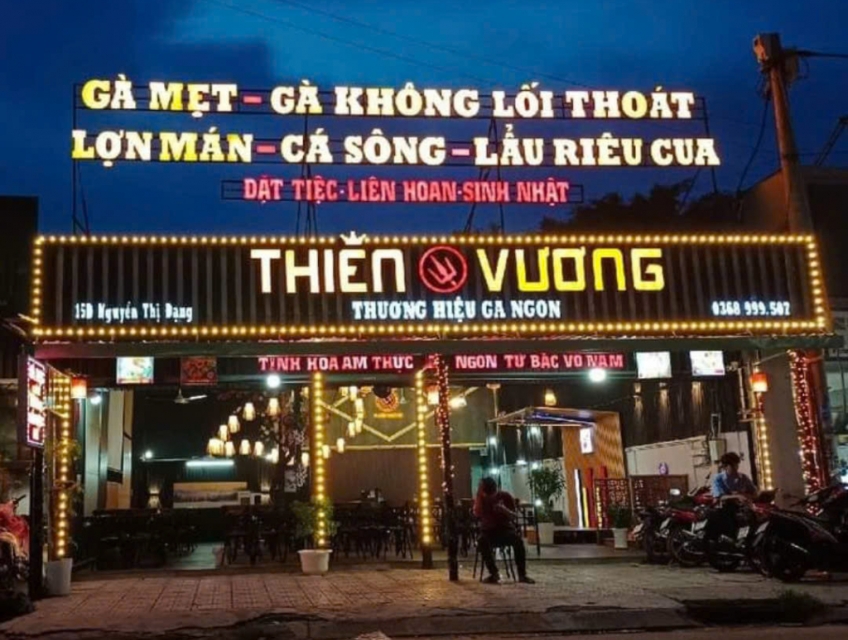 GÀ MẸT - GÀ KHÔNG LỐI THOÁT
LỢN MÁN - CÁ SÔNG - LẨU RIÊU CUA
ĐẶT TIỆC - LIÊN HOAN - SINH NHẬT
THIÊN VƯƠNG
THƯƠNG HIỆU GÀ NGON
15D Nguyễn Thị Đạng
0368 999.502
TINH HOA ẨM THỰC
NGON TỪ BẮC VÔ NAM